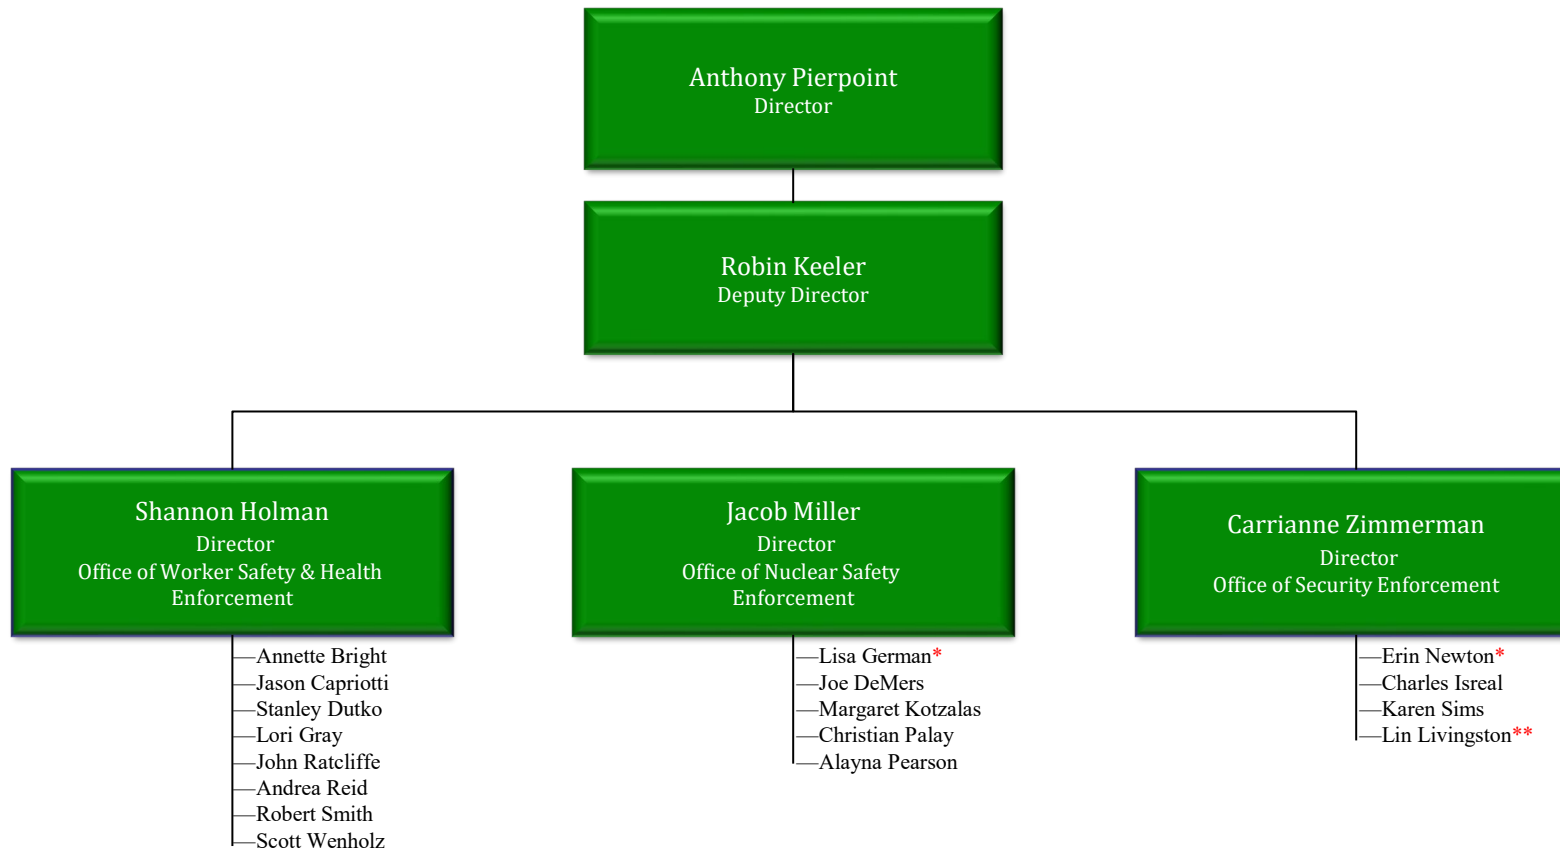 Anthony Pierpoint
Director
Robin Keeler
Deputy Director
Shannon Holman
Director
Office of Worker Safety & Health
Enforcement
Annette Bright
Jason Capriotti
Stanley Dutko
Lori Gray
John Ratcliffe
Andrea Reid
Robert Smith
Scott Wenholz
Jacob Miller
Director
Office of Nuclear Safety
Enforcement
Lisa German*
Joe DeMers
Margaret Kotzalas
Christian Palay
Alayna Pearson
Carrianne Zimmerman
Director
Office of Security Enforcement
Erin Newton*
Charles Isreal
Karen Sims
Lin Livingston**